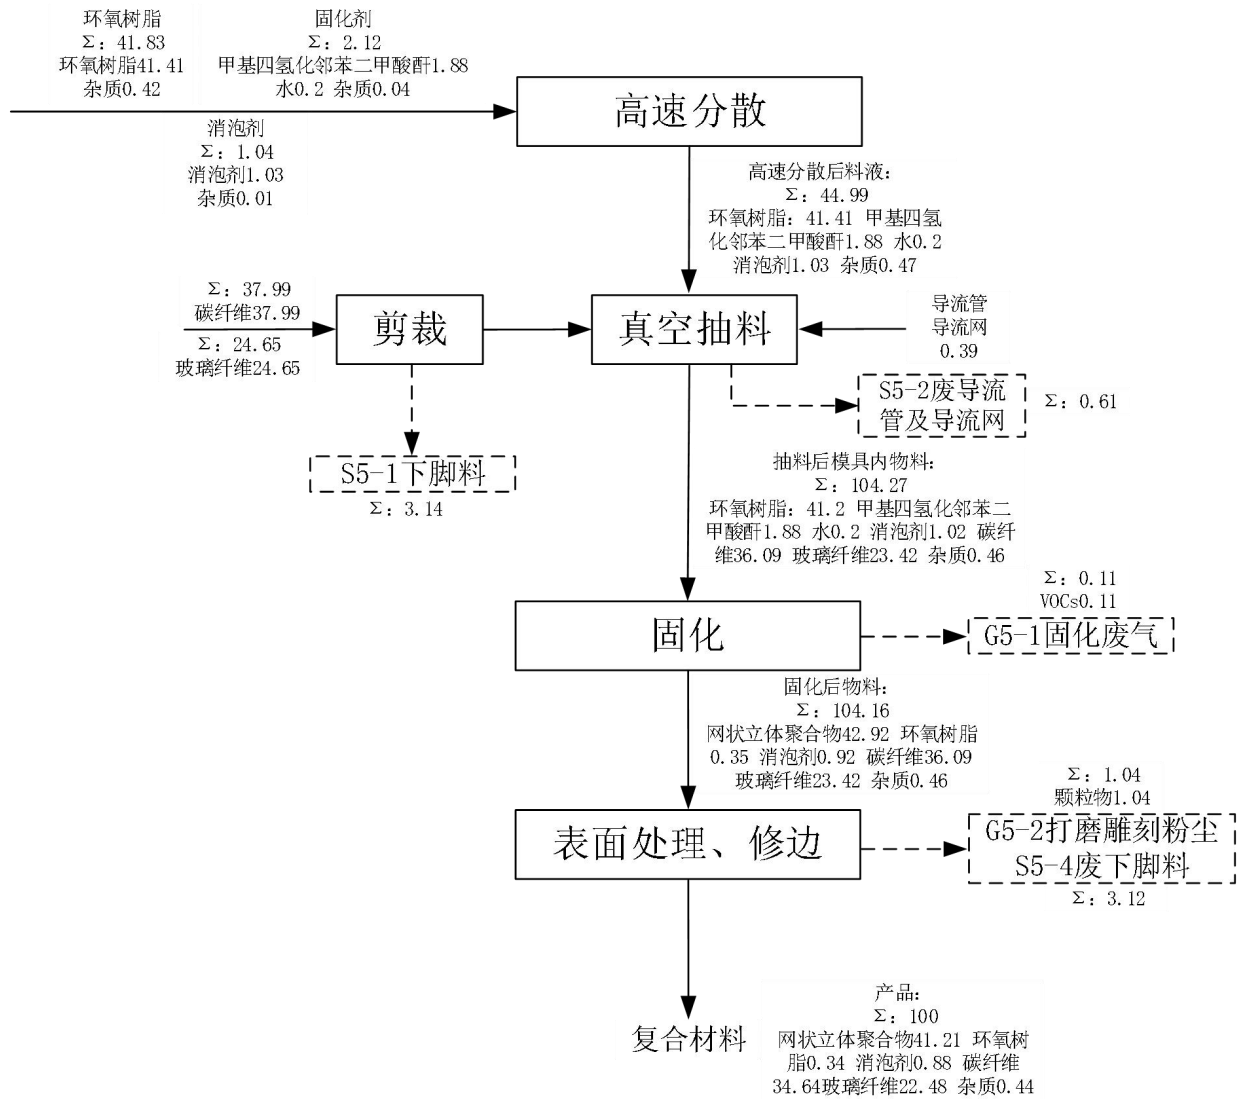 环氧树脂
Σ: 41.83
环氧树脂41.41
杂质0.42
固化剂
Σ: 2.12
甲基四氢化邻苯二甲酸酐1.88
水0.2 杂质0.04
消泡剂
Σ: 1.04
消泡剂1.03
杂质0.01
高速分散
高速分散后料液:
Σ: 44.99
环氧树脂: 41.41 甲基四氢
化邻苯二甲酸酐1.88 水0.2
消泡剂1.03 杂质0.47
Σ: 37.99
碳纤维37.99
Σ: 24.65
玻璃纤维24.65
剪裁
真空抽料
导流管
导流网
0.39
S5-2废导流
管及导流网
Σ: 0.61
S5-1下脚料
Σ: 3.14
抽料后模具内物料:
Σ: 104.27
环氧树脂: 41.2 甲基四氢化邻苯二
甲酸酐1.88 水0.2 消泡剂1.02 碳纤
维36.09 玻璃纤维23.42 杂质0.46
固化
Σ: 0.11
VOCs0.11
G5-1固化废气
固化后物料:
Σ: 104.16
网状立体聚合物42.92 环氧树脂
0.35 消泡剂0.92 碳纤维36.09
玻璃纤维23.42 杂质0.46
表面处理、修边
Σ: 1.04
颗粒物1.04
G5-2打磨雕刻粉尘
S5-4废下脚料
Σ: 3.12
复合材料
产品:
Σ: 100
网状立体聚合物41.21 环氧树
脂0.34 消泡剂0.88 碳纤维
34.64玻璃纤维22.48 杂质0.44